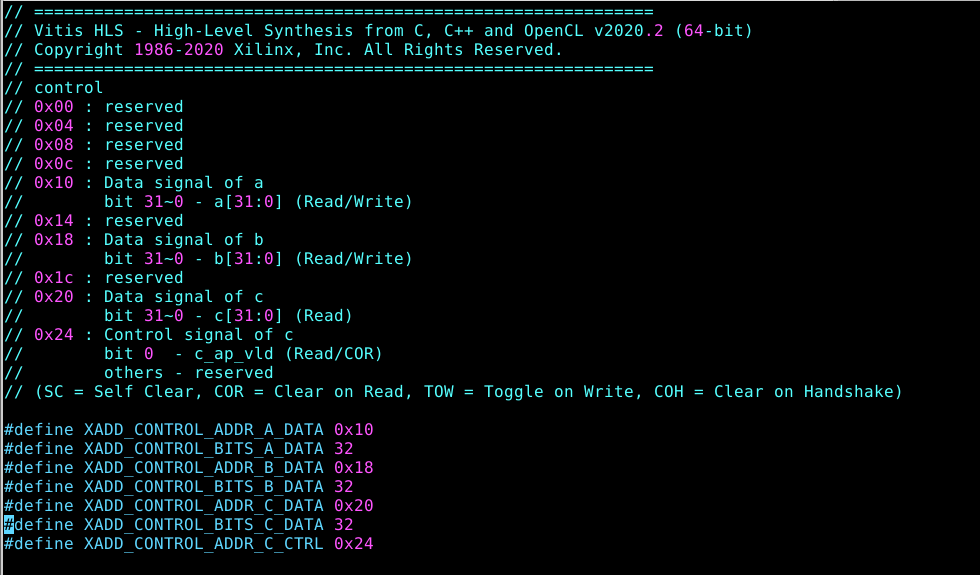 // ==============================================================
// Vitis HLS - High-Level Synthesis from C, C++ and OpenCL v2020.2 (64-bit)
// Copyright 1986-2020 Xilinx, Inc. All Rights Reserved.
// ==============================================================
// control
// 0x00 : reserved
// 0x04 : reserved
// 0x08 : reserved
// 0x0c : reserved
// 0x10 : Data signal of a
//        bit 31~0 - a[31:0] (Read/Write)
// 0x14 : reserved
// 0x18 : Data signal of b
//        bit 31~0 - b[31:0] (Read/Write)
// 0x1c : reserved
// 0x20 : Data signal of c
//        bit 31~0 - c[31:0] (Read)
// 0x24 : Control signal of c
//        bit 0  - c_ap_vld (Read/COR)
//        others - reserved
// (SC = Self Clear, COR = Clear on Read, TOW = Toggle on Write, COH = Clear on Handshake)

#define XADD_CONTROL_ADDR_A_DATA 0x10
#define XADD_CONTROL_BITS_A_DATA 32
#define XADD_CONTROL_ADDR_B_DATA 0x18
#define XADD_CONTROL_BITS_B_DATA 32
#define XADD_CONTROL_ADDR_C_DATA 0x20
#define XADD_CONTROL_BITS_C_DATA 32
#define XADD_CONTROL_ADDR_C_CTRL 0x24